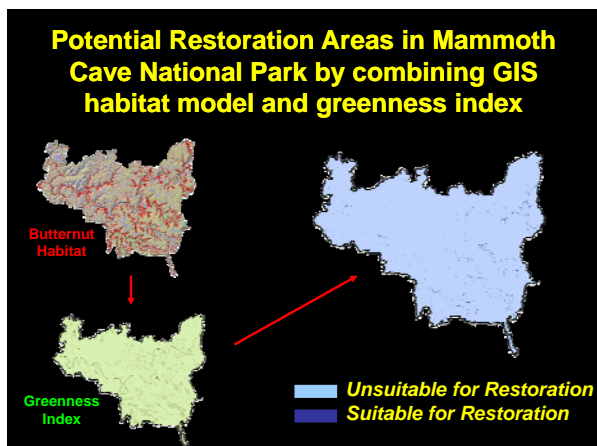 Potential Restoration Areas in Mammoth
Cave National Park by combining GIS
habitat model and greenness index
Butternut
Habitat
Greenness
Index
Unsuitable for Restoration
Suitable for Restoration